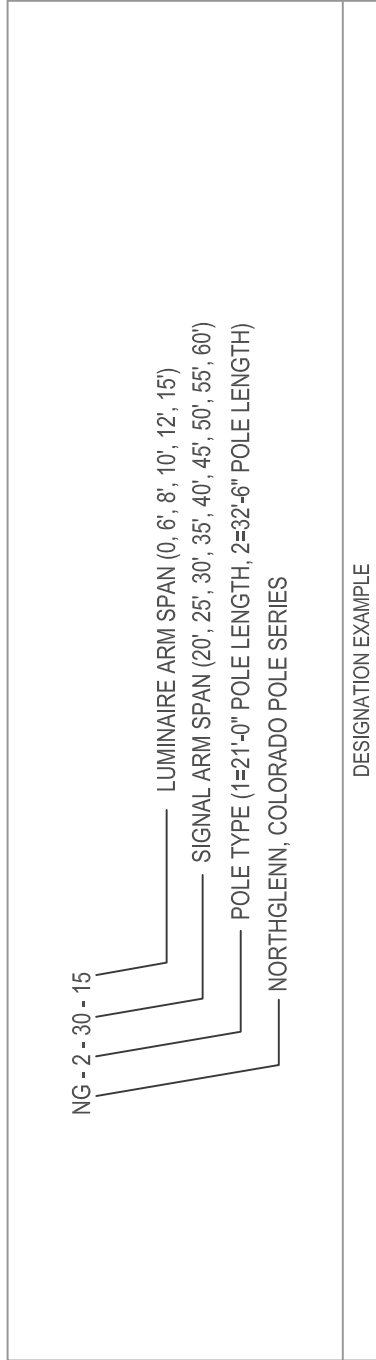 NG - 2 - 30 - 15
LUMINAIRE ARM SPAN (0, 6', 8', 10', 12', 15')
SIGNAL ARM SPAN (20', 25', 30', 35', 40', 45', 50', 55', 60')
POLE TYPE (1=21'-0" POLE LENGTH, 2=32'-6" POLE LENGTH)
NORTHGLENN, COLORADO POLE SERIES
DESIGNATION EXAMPLE